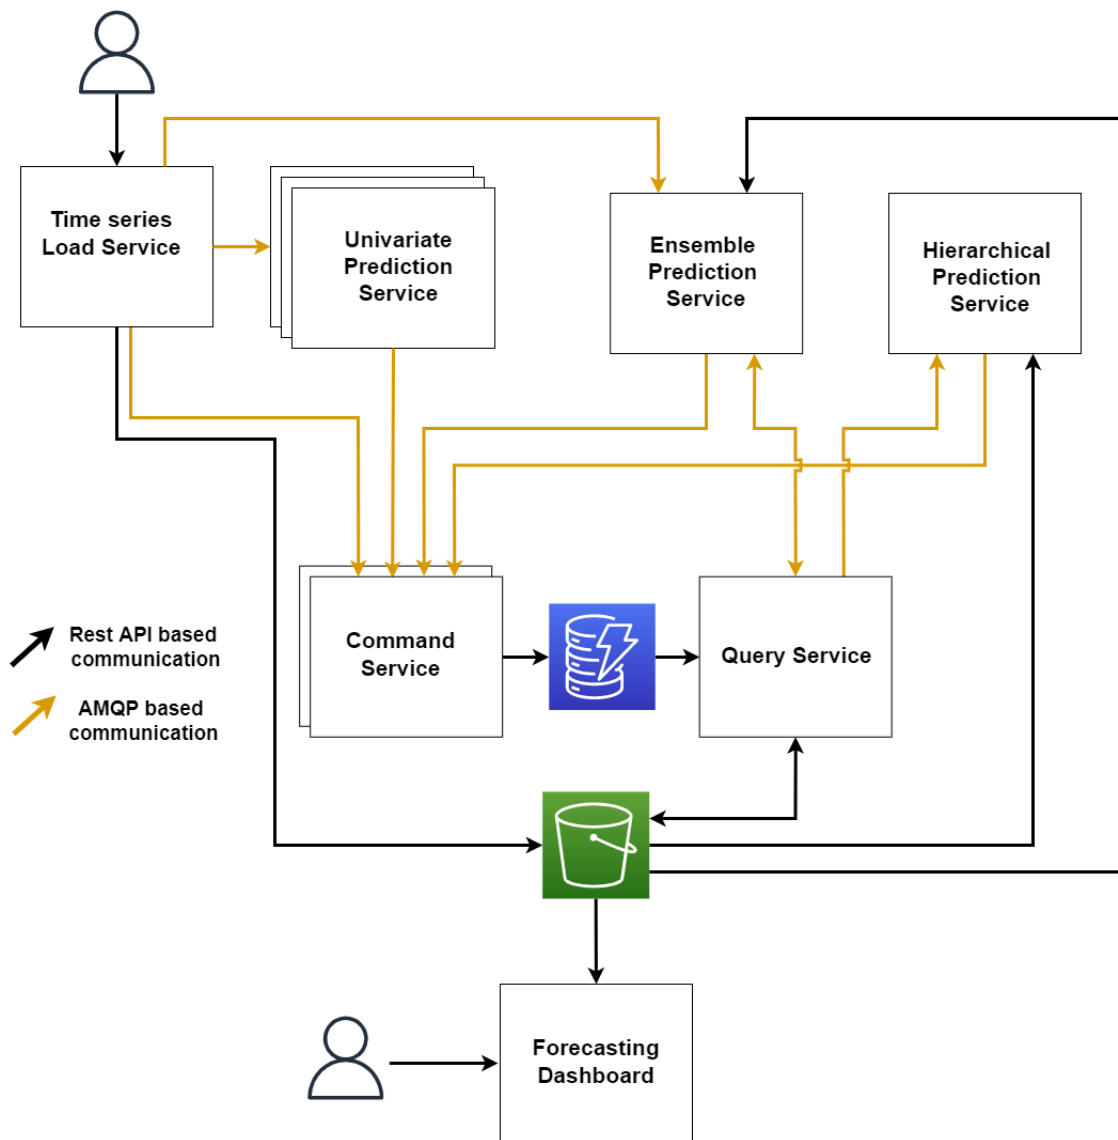 Time series
Load Service
Univariate
Prediction
Service
Ensemble
Prediction
Service
Hierarchical
Prediction
Service
Command
Service
Query Service
Rest API based
communication
AMQP based
communication
Forecasting
Dashboard